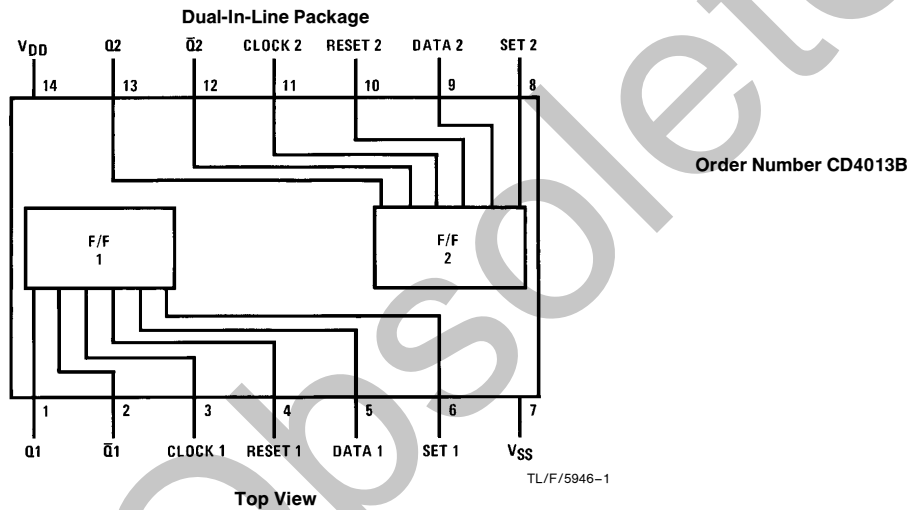 Dual-In-Line Package
VDD Q2 Q̅2 CLOCK 2 RESET 2 DATA 2 SET 2
14 13 12 11 10 9 8
Order Number CD4013B
F/F
1
F/F
2
1 2 3 4 5 6 7
Q1 Q̅1 CLOCK 1 RESET 1 DATA 1 SET 1 VSS
TL/F/5946–1
Top View
Obsolete